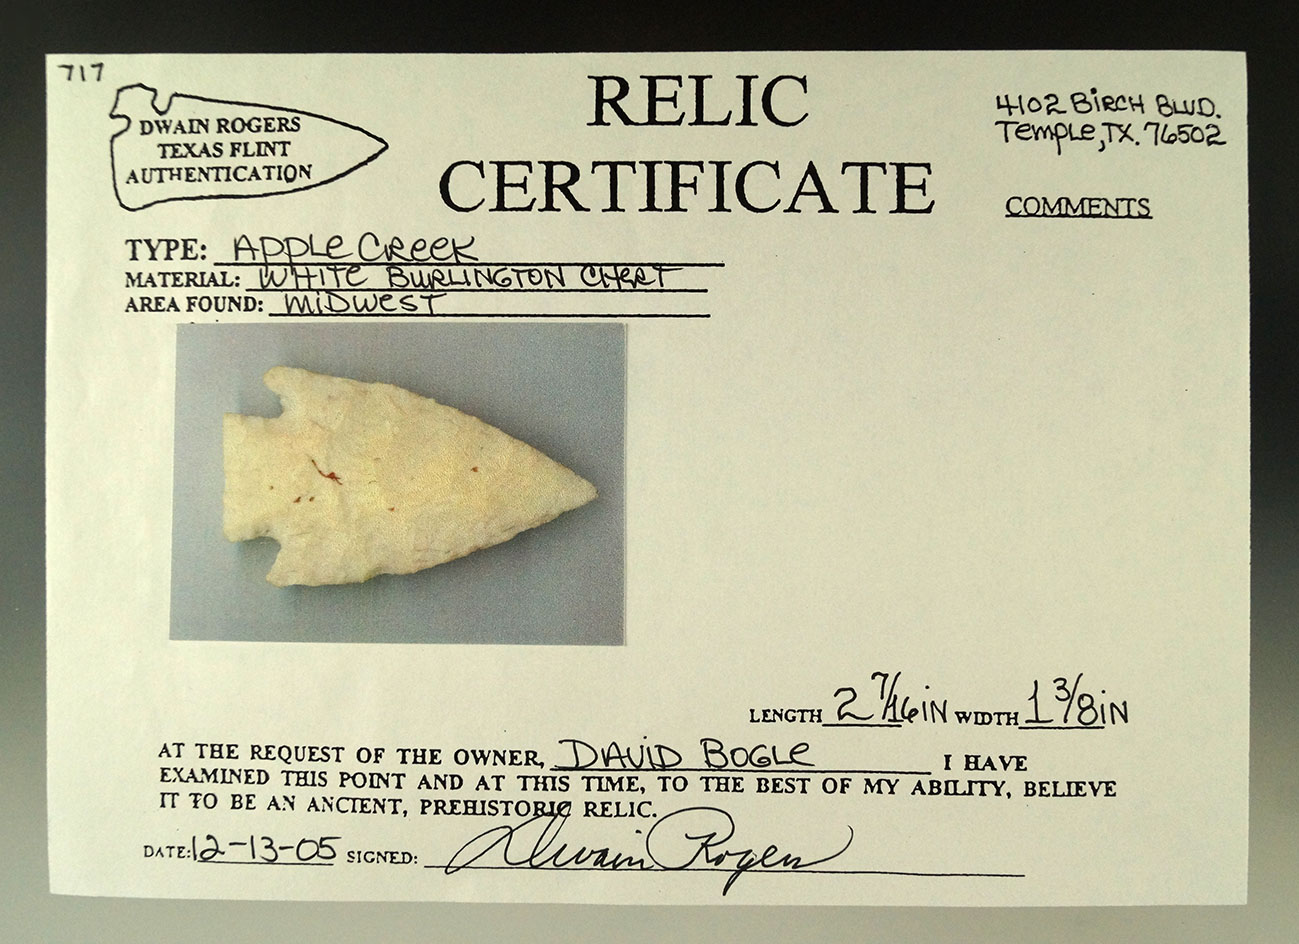 717
DWAIN ROGERS
TEXAS FLINT
AUTHENTICATION
RELIC
CERTIFICATE
4102 BIRCH BLVD.
Temple, TX. 76502
COMMENTS
TYPE: APPLE CREEK
MATERIAL: WHITE BURLINGTON CHERT
AREA FOUND: MIDWEST
LENGTH 2 7/16 IN WIDTH 1 3/8 IN
AT THE REQUEST OF THE OWNER, DAVID BOGLE I HAVE
EXAMINED THIS POINT AND AT THIS TIME, TO THE BEST OF MY ABILITY, BELIEVE
IT TO BE AN ANCIENT, PREHISTORIC RELIC.
DATE: 12-13-05 SIGNED: Dwain Rogers